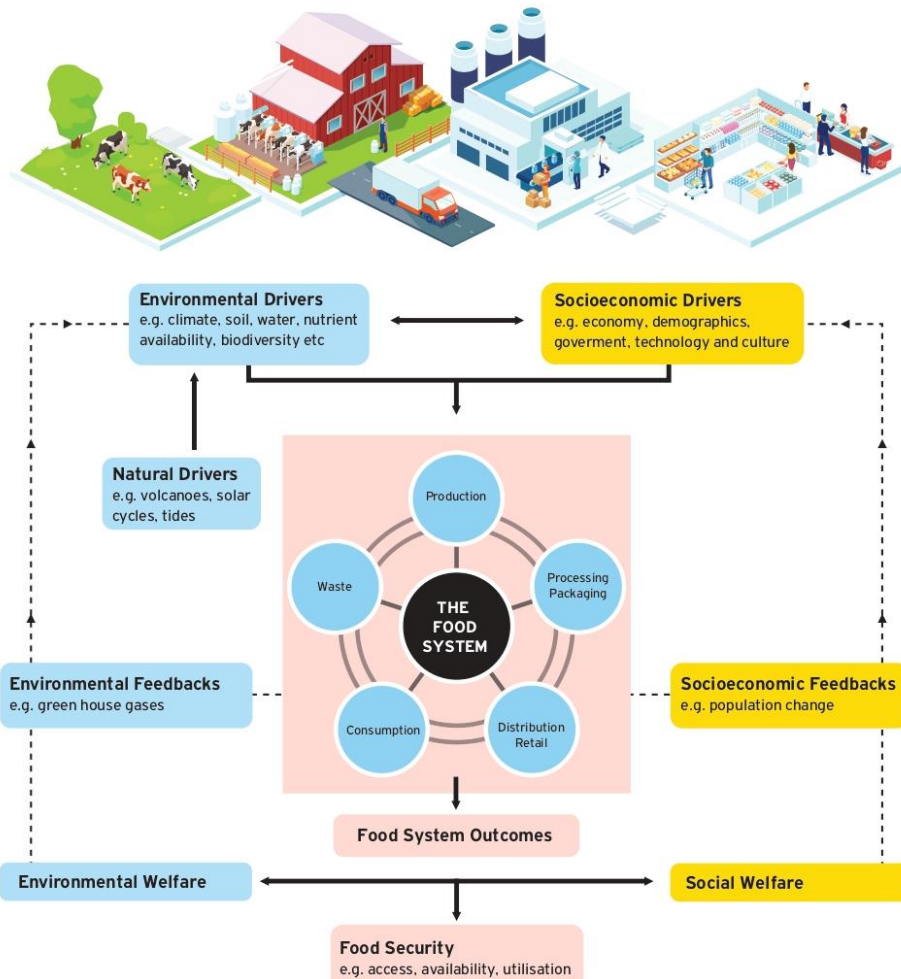 Environmental Drivers
e.g. climate, soil, water, nutrient
availability, biodiversity etc
Socioeconomic Drivers
e.g. economy, demographics,
goverment, technology and culture
Natural Drivers
e.g. volcanoes, solar
cycles, tides
Production
Waste
Processing
Packaging
THE
FOOD
SYSTEM
Consumption
Distribution
Retail
Environmental Feedbacks
e.g. green house gases
Socioeconomic Feedbacks
e.g. population change
Food System Outcomes
Environmental Welfare
Social Welfare
Food Security
e.g. access, availability, utilisation